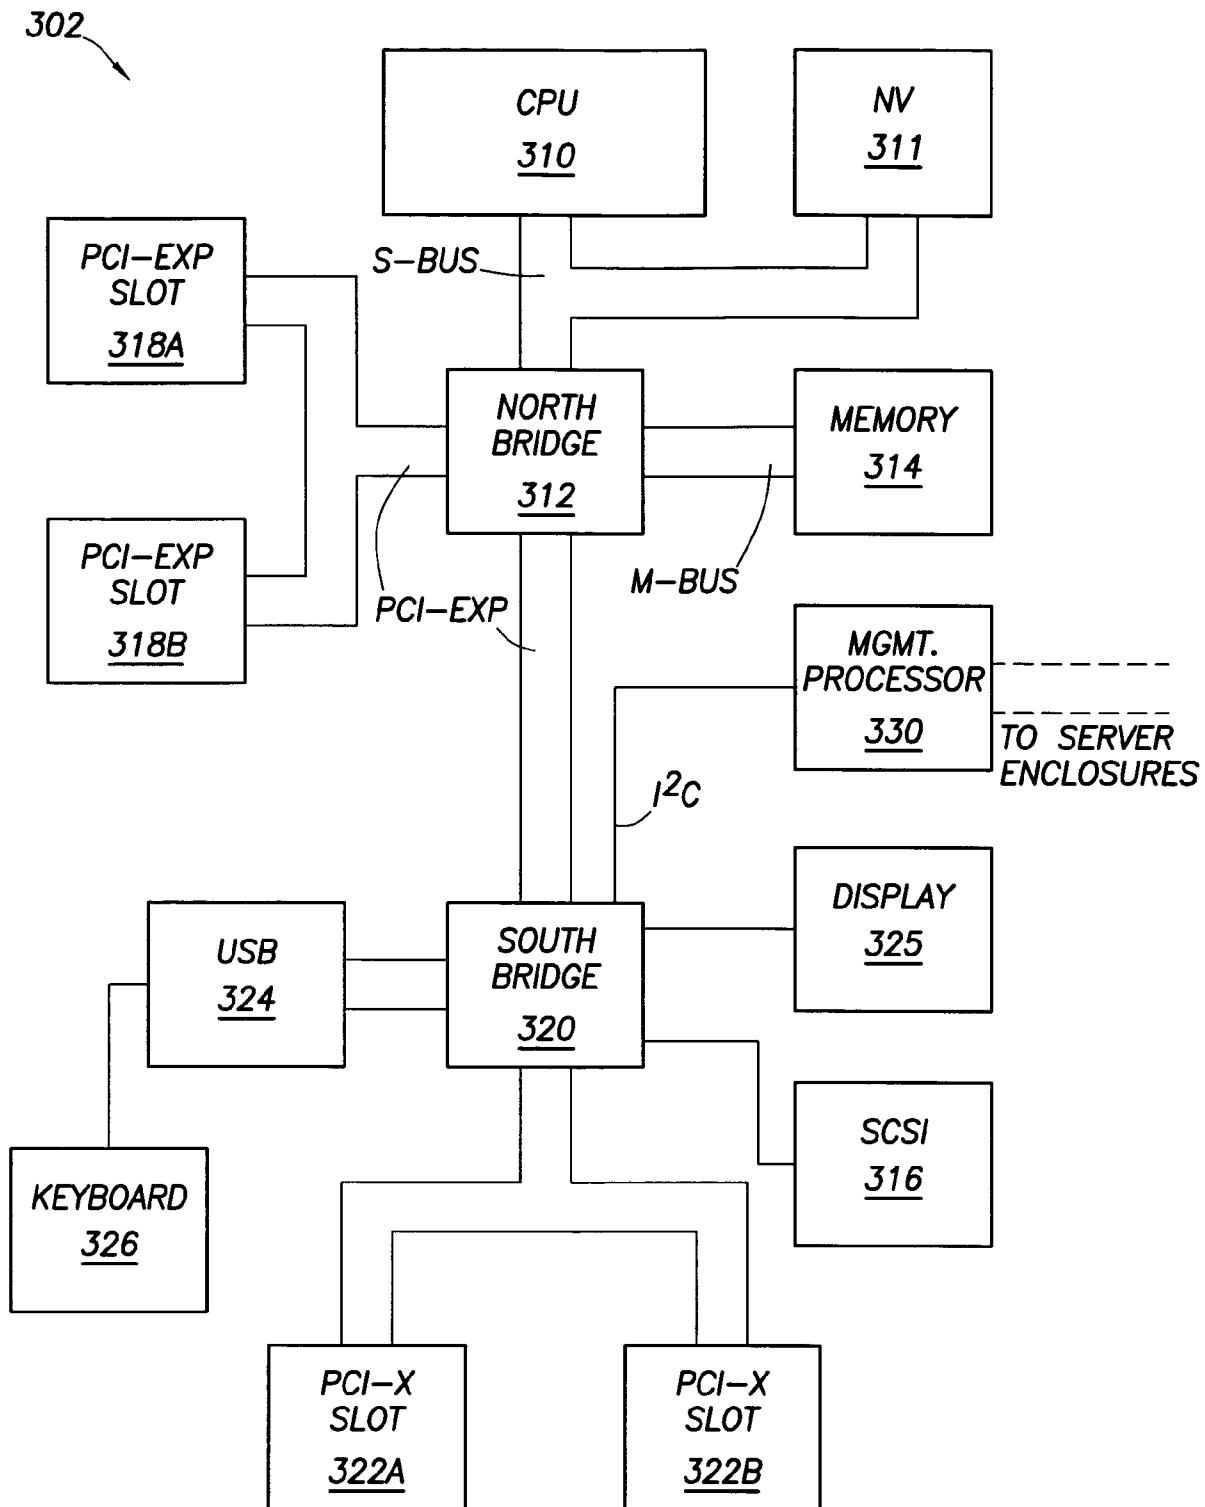 302
CPU
310
NV
311
S-BUS
PCI-EXP
SLOT
318A
NORTH
BRIDGE
312
MEMORY
314
PCI-EXP
SLOT
318B
PCI-EXP
M-BUS
MGMT.
PROCESSOR
330
TO SERVER
ENCLOSURES
I²C
DISPLAY
325
USB
324
SOUTH
BRIDGE
320
SCSI
316
KEYBOARD
326
PCI-X
SLOT
322A
PCI-X
SLOT
322B